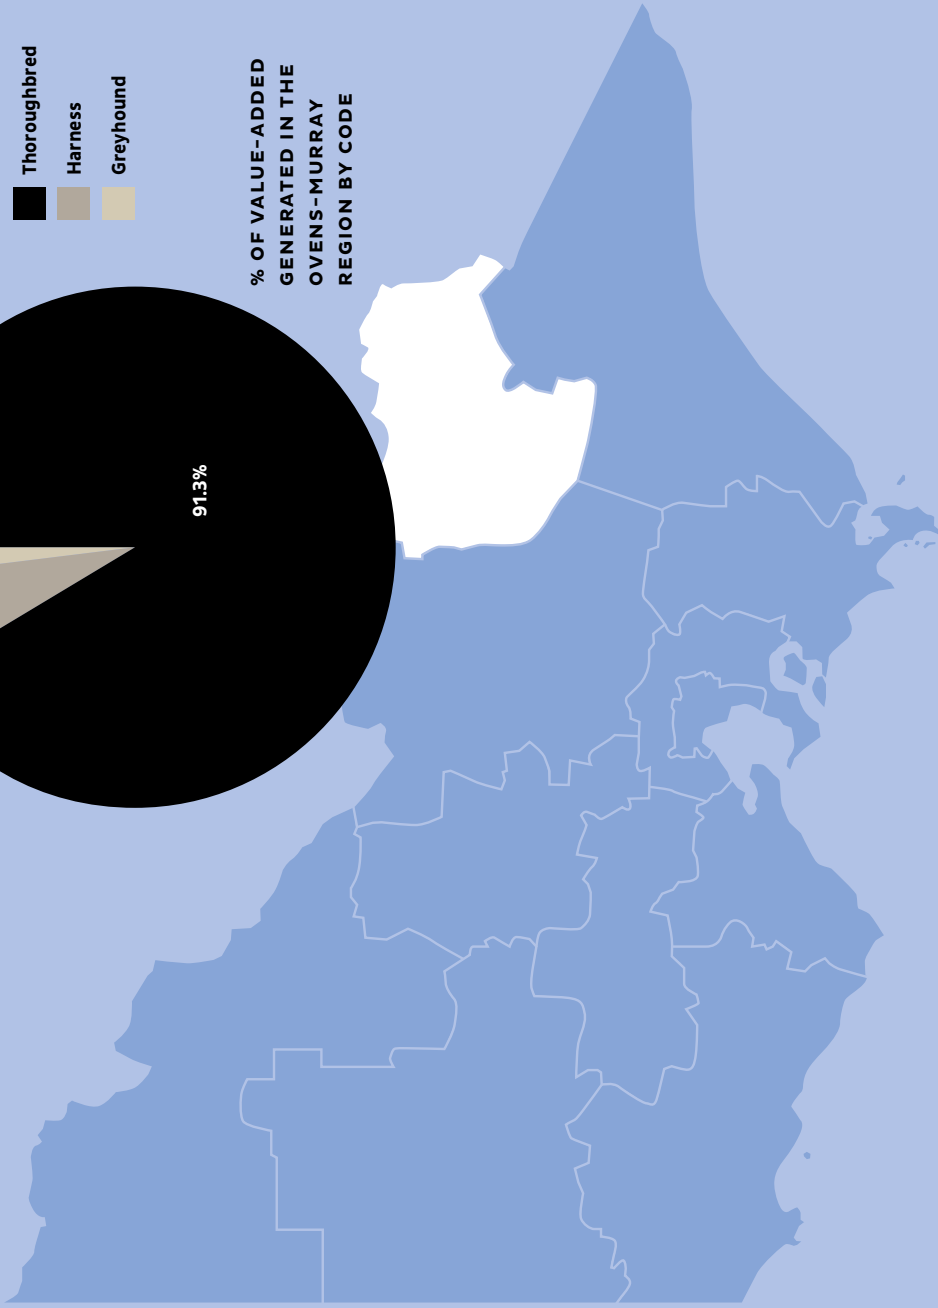 Thoroughbred
Harness
Greyhound
% OF VALUE-ADDED
GENERATED IN THE
OVENS-MURRAY
REGION BY CODE
91.3%